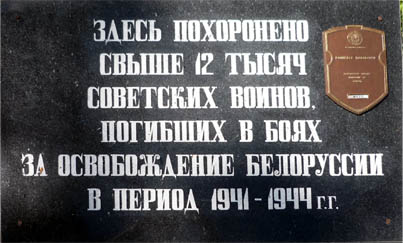 ЗДЕСЬ ПОХОРОНЕНО
СВЫШЕ 12 ТЫСЯЧ
СОВЕТСКИХ ВОИНОВ,
ПОГИБШИХ В БОЯХ
ЗА ОСВОБОЖДЕНИЕ БЕЛОРУССИИ
В ПЕРИОД 1941-1944 г.г.